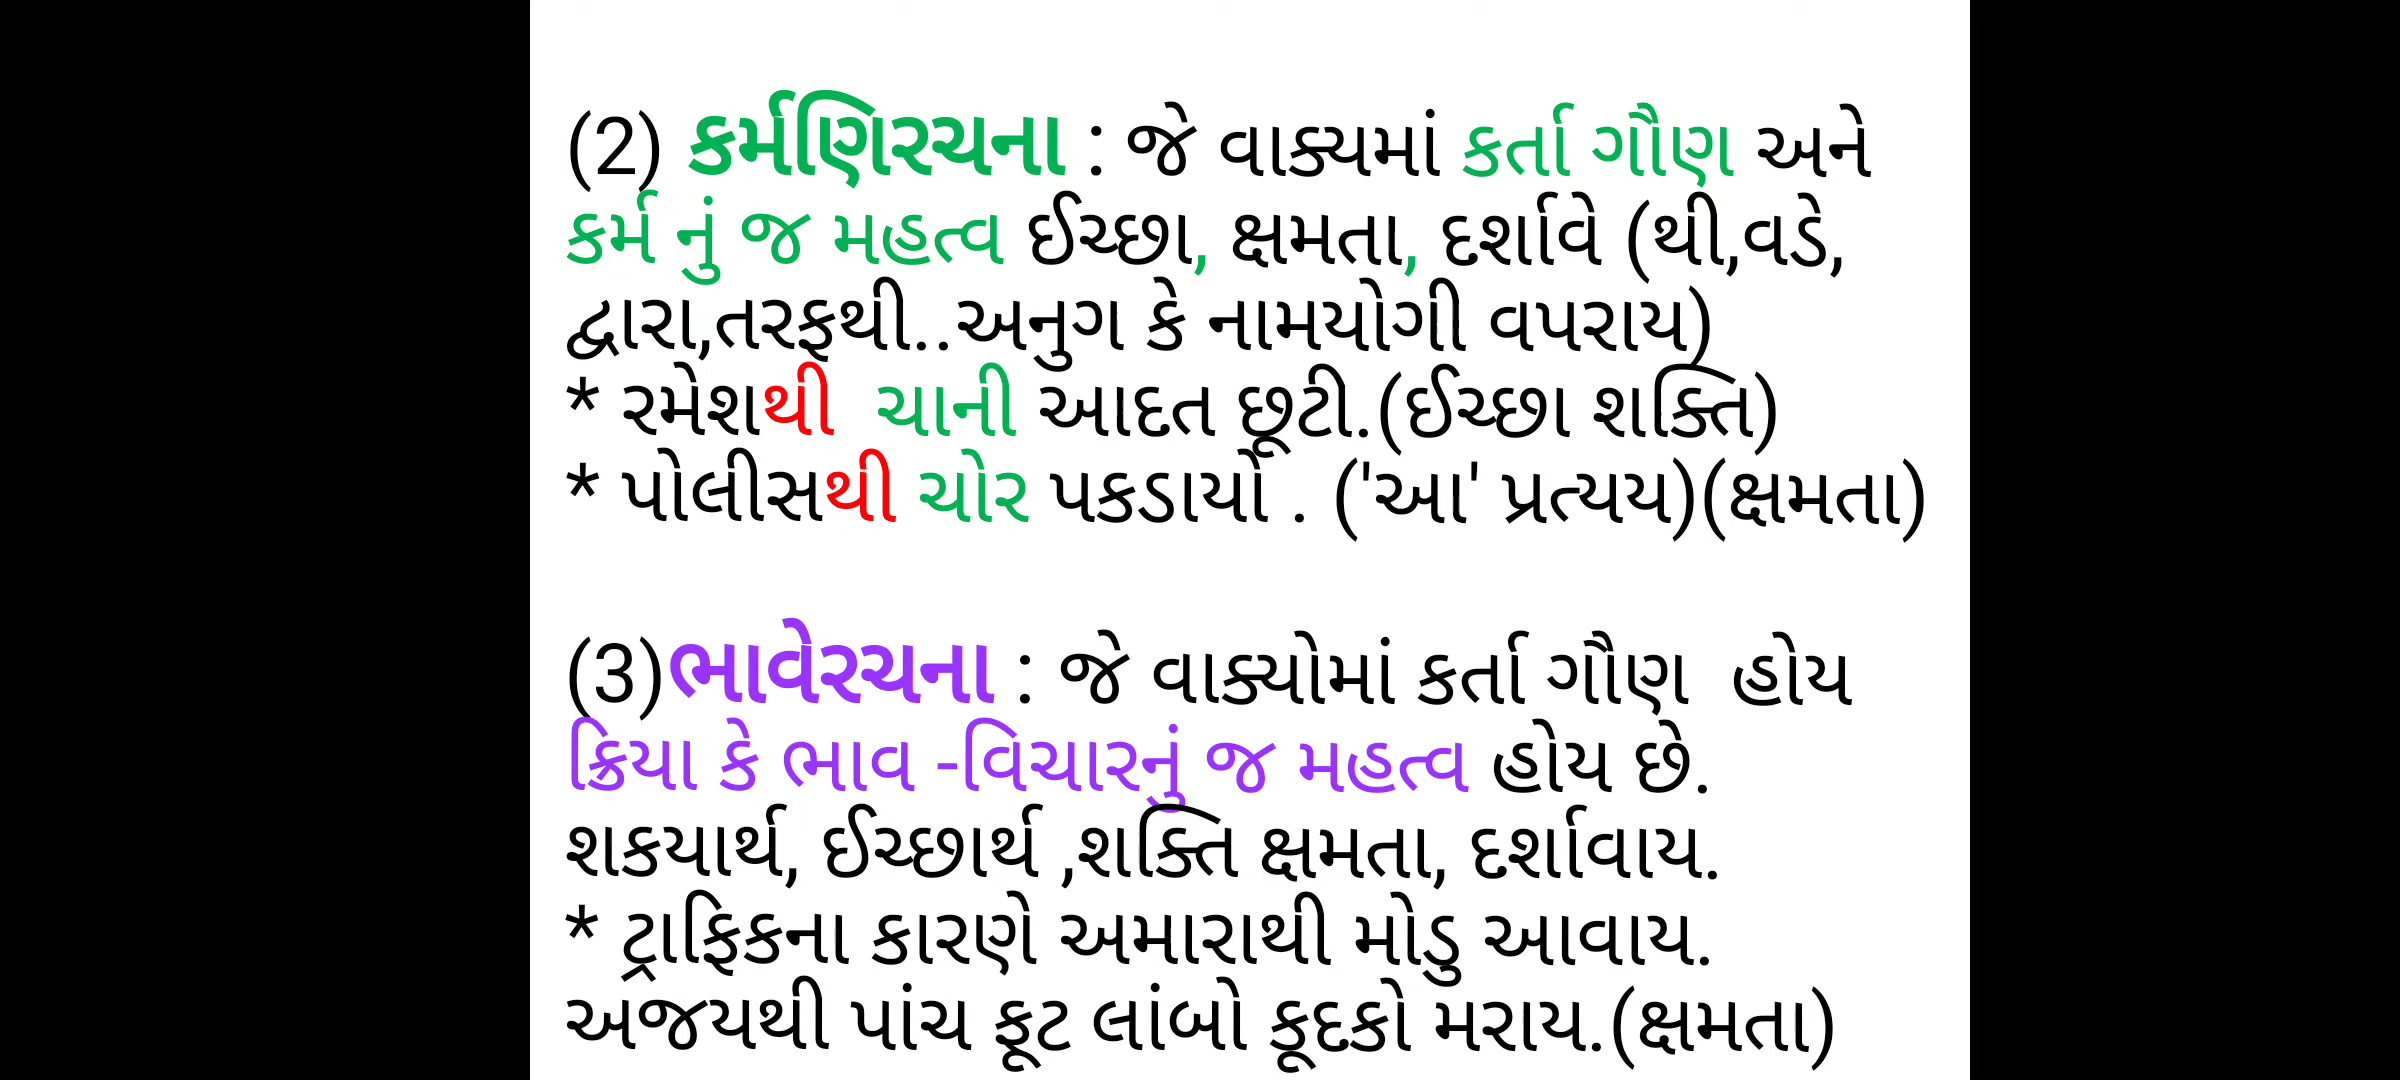 (2) કર્મણિરચના : જે વાક્યમાં કર્તા ગૌણ અને
કર્મ નું જ મહત્વ ઈચ્છા, ક્ષમતા, દર્શાવે (થી,વડે,
દ્વારા,તરફથી..અનુગ કે નામયોગી વપરાય)
* રમેશથી  ચાની આદત છૂટી.(ઈચ્છા શક્તિ)
* પોલીસથી ચોર પકડાયો . ('આ' પ્રત્યય)(ક્ષમતા)
(3)ભાવેરચના : જે વાક્યોમાં કર્તા ગૌણ  હોય
ક્રિયા કે ભાવ -વિચારનું જ મહત્વ હોય છે.
શકયાર્થ, ઈચ્છાર્થ ,શક્તિ ક્ષમતા, દર્શાવાય.
* ટ્રાફિકના કારણે અમારાથી મોડુ આવાય.
અજયથી પાંચ ફૂટ લાંબો કૂદકો મરાય.(ક્ષમતા)